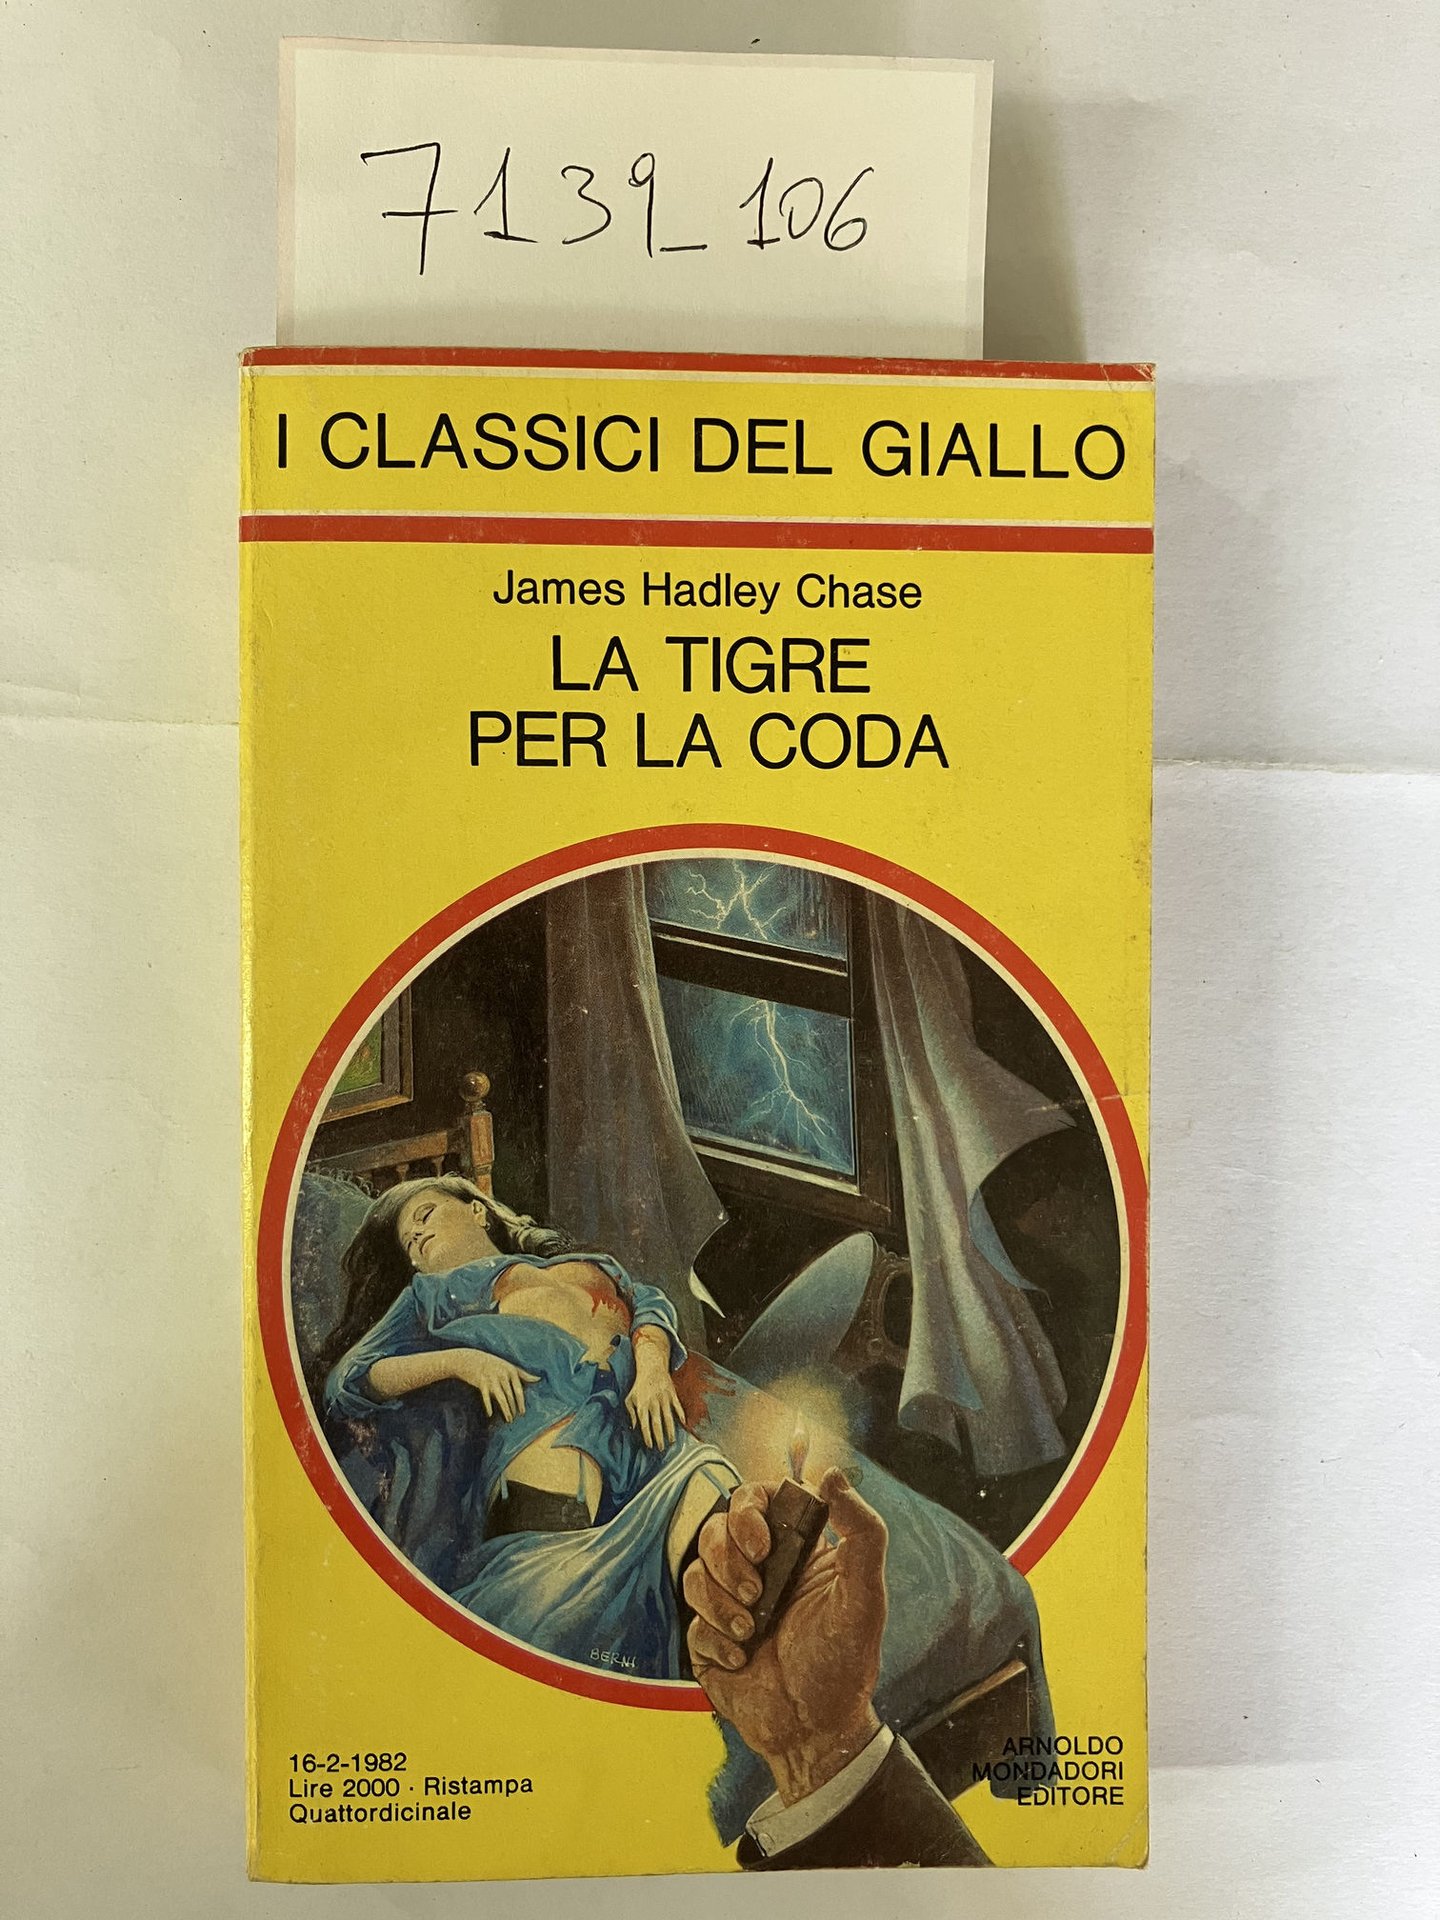 7139_106
I CLASSICI DEL GIALLO
James Hadley Chase
LA TIGRE
PER LA CODA
BERNI
16-2-1982
Lire 2000 · Ristampa
Quattordicinale
ARNOLDO
MONDADORI
EDITORE